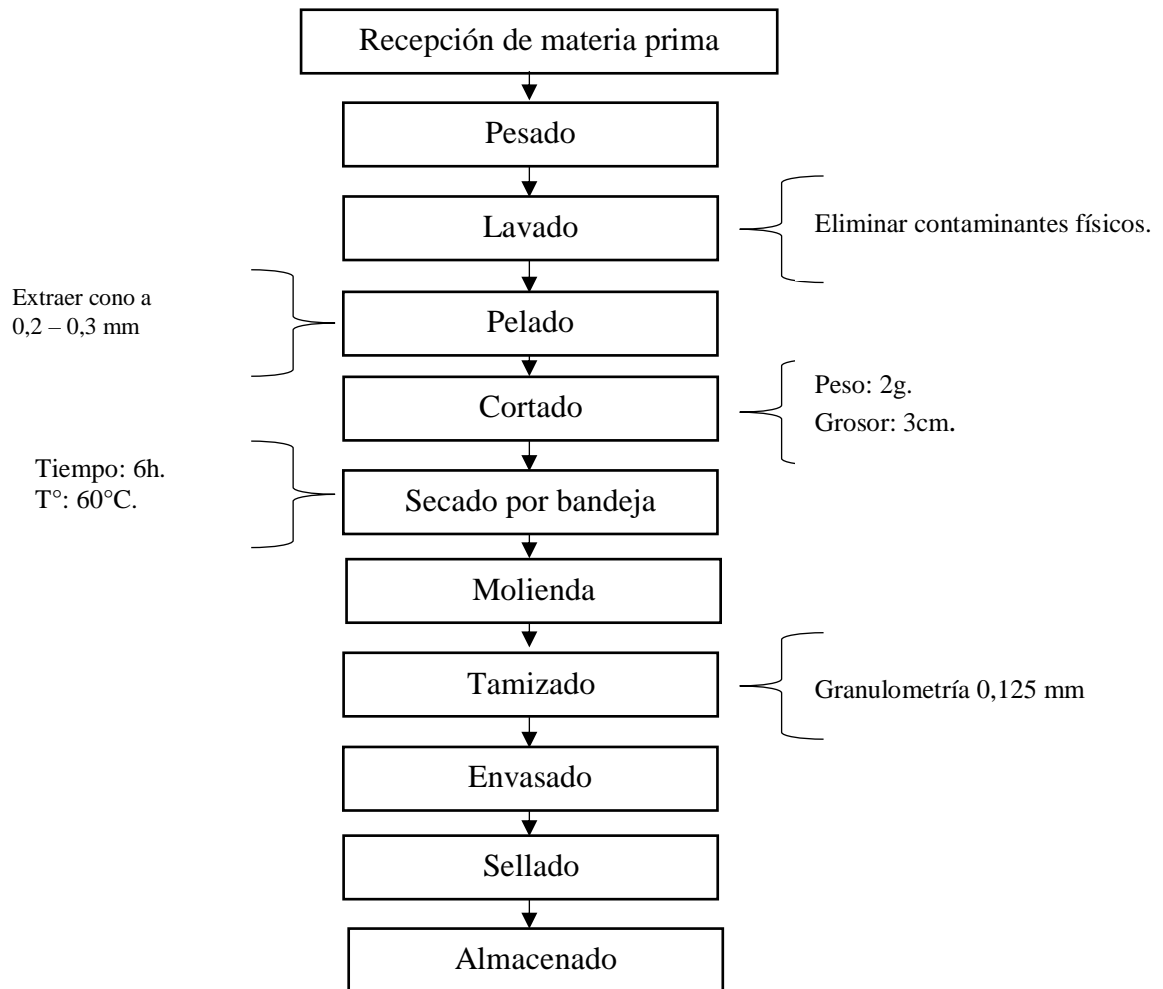 Recepción de materia prima
Pesado
Lavado
Eliminar contaminantes físicos.
Extraer cono a
0,2 – 0,3 mm
Pelado
Cortado
Peso: 2g.
Grosor: 3cm.
Tiempo: 6h.
T°: 60°C.
Secado por bandeja
Molienda
Tamizado
Granulometría 0,125 mm
Envasado
Sellado
Almacenado